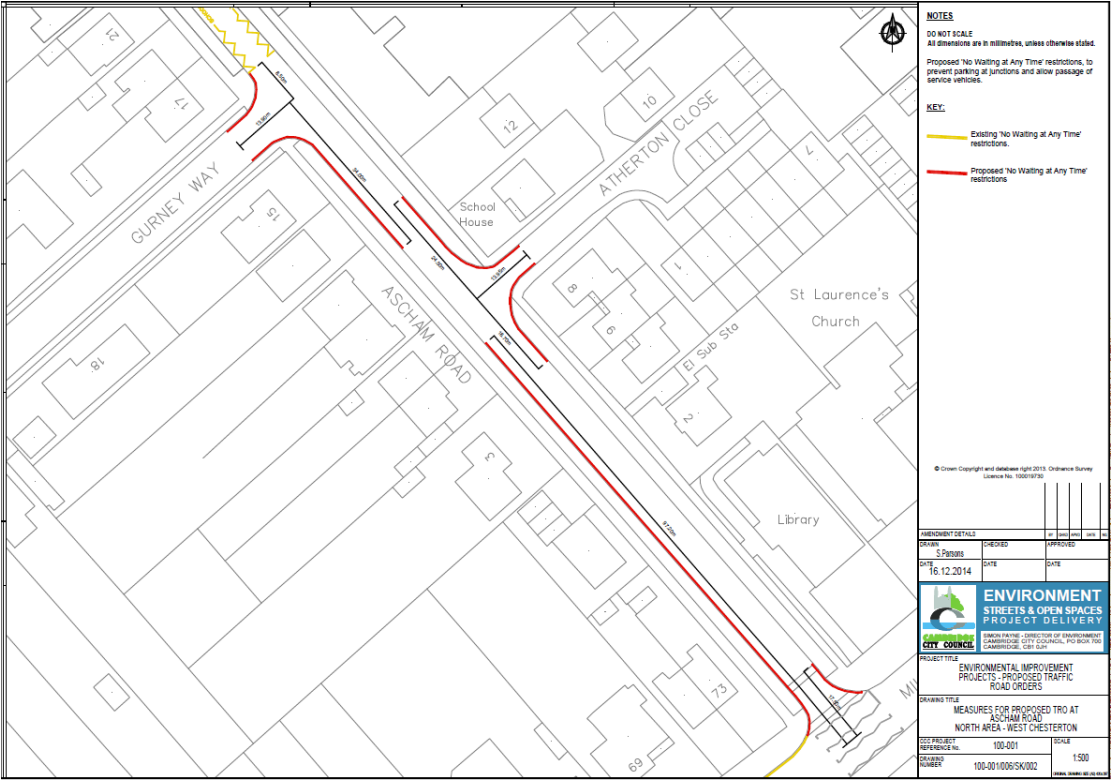 21
17
GURNEY WAY
15
18
ASCHAM ROAD
3
73
69
12
10
ATHERTON CLOSE
School
House
7
1
8
6
El Sub Sta
2
St Laurence's
Church
Library
8.50m
NOTES
DO NOT SCALE
All dimensions are in millimetres, unless otherwise stated.
Proposed 'No Waiting at Any Time' restrictions, to
prevent parking at junctions and allow passage of
service vehicles.
KEY:
Existing 'No Waiting at Any Time'
restrictions.
Proposed 'No Waiting at Any Time'
restrictions
© Crown Copyright and database right 2013. Ordnance Survey
Licence No. 100019730
AMENDMENT DETAILS
DRAWN
S.Parsons
CHECKED
APPROVED
DATE
16.12.2014
DATE
DATE
ENVIRONMENT
STREETS & OPEN SPACES
PROJECT DELIVERY
CAMBRIDGE
CITY COUNCIL
SIMON PAYNE - DIRECTOR OF ENVIRONMENT
CAMBRIDGE CITY COUNCIL, PO BOX 700
CAMBRIDGE, CB1 0JH
PROJECT TITLE
ENVIRONMENTAL IMPROVEMENT
PROJECTS - PROPOSED TRAFFIC
ROAD ORDERS
DRAWING TITLE
MEASURES FOR PROPOSED TRO AT
ASCHAM ROAD
NORTH AREA - WEST CHESTERTON
CCC PROJECT
REFERENCE No.
100-001
SCALE
1:500
DRAWING
NUMBER
100-001/006/SK/002